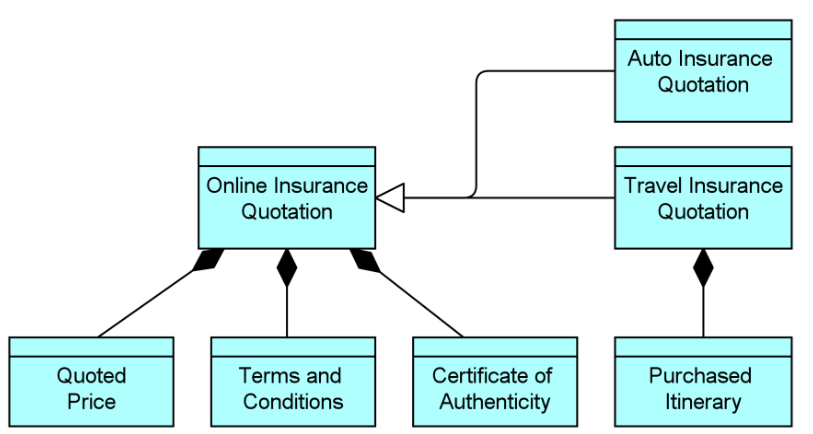 Auto Insurance
Quotation
Online Insurance
Quotation
Travel Insurance
Quotation
Quoted
Price
Terms and
Conditions
Certificate of
Authenticity
Purchased
Itinerary